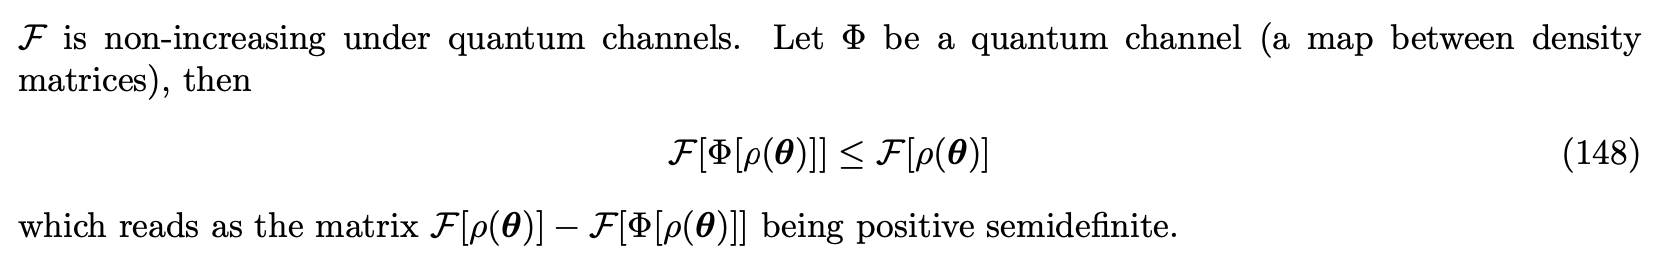 ℱ is non-increasing under quantum channels. Let Φ be a quantum channel (a map between density
matrices), then
ℱ[Φ[ρ(𝜽)]] ≤ ℱ[ρ(𝜽)] (148)
which reads as the matrix ℱ[ρ(𝜽)] − ℱ[Φ[ρ(𝜽)]] being positive semidefinite.